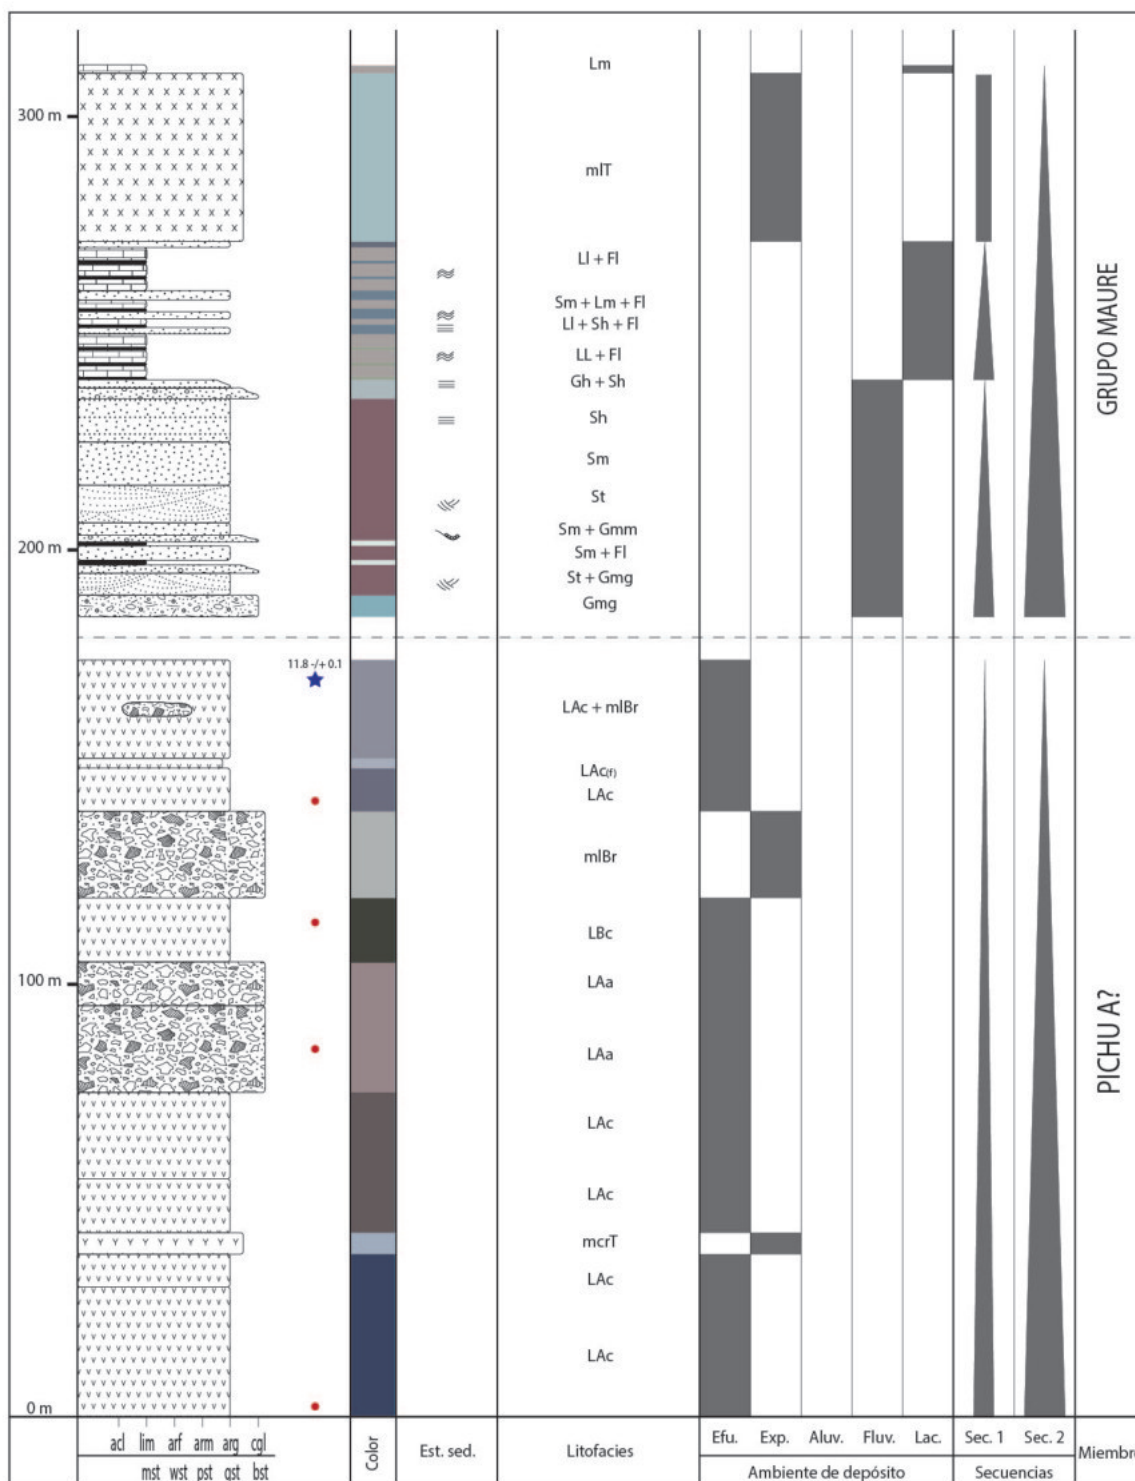 Lm
300 m
mlT
Ll + Fl
Sm + Lm + Fl
Ll + Sh + Fl
LL + Fl
Gh + Sh
Sh
Sm
St
Sm + Gmm
200 m
Sm + Fl
St + Gmg
Gmg
GRUPO MAURE
11.8 -/+ 0.1
LAc + mlBr
LAc(f)
LAc
mlBr
LBc
100 m
LAa
LAa
LAc
LAc
mcrT
LAc
LAc
PICHU A?
0 m
acl lim arf arm arg cgl
mst wst pst gst bst
Color
Est. sed.
Litofacies
Efu. Exp. Aluv. Fluv. Lac.
Ambiente de depósito
Sec. 1 Sec. 2
Secuencias
Miembr